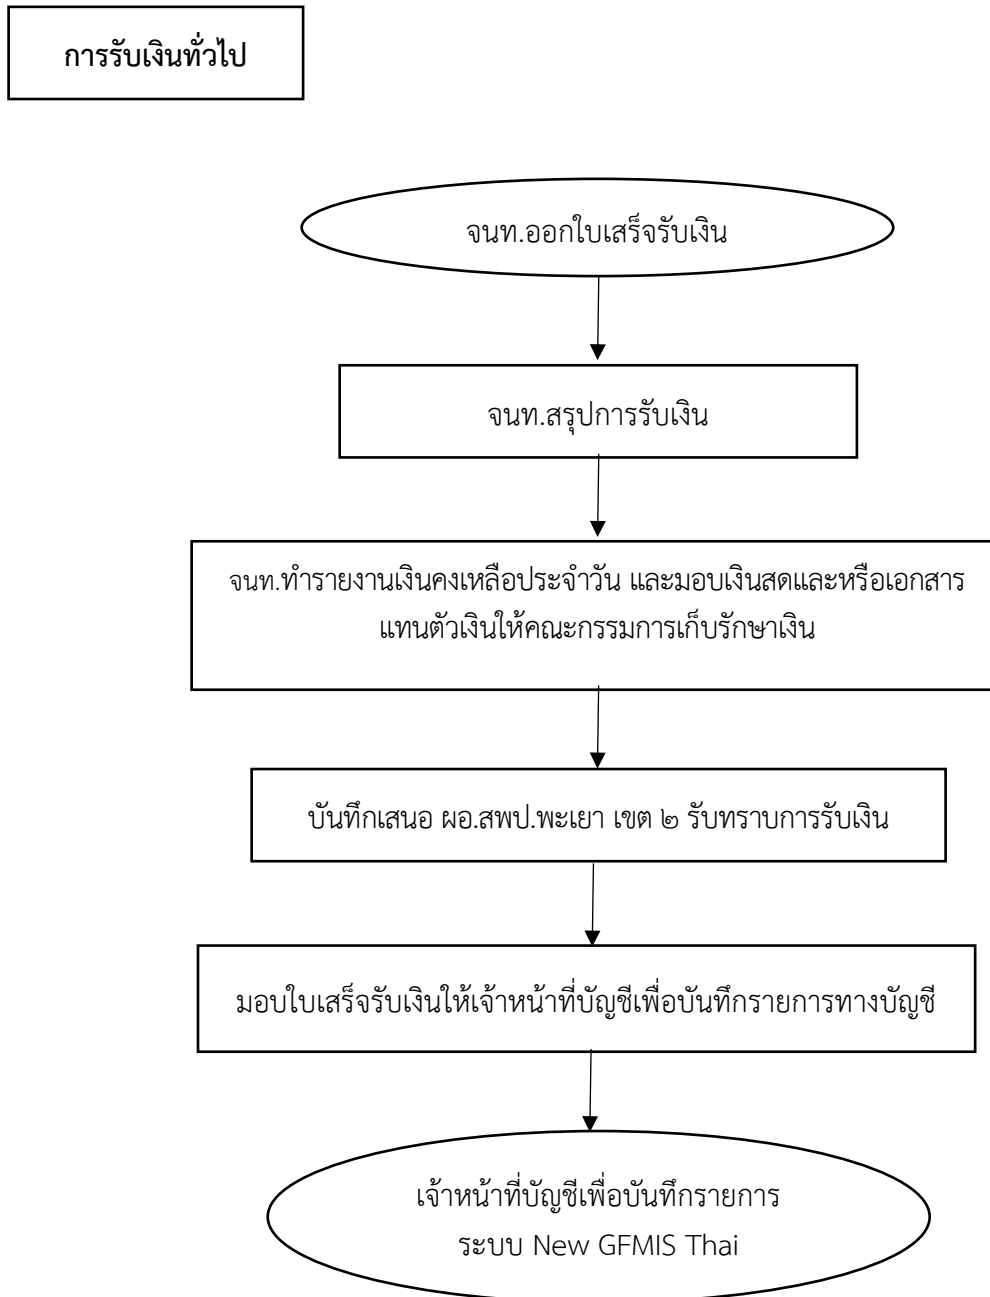 การรับเงินทั่วไป
จนท.ออกใบเสร็จรับเงิน
จนท.สรุปการรับเงิน
จนท.ทำรายงานเงินคงเหลือประจำวัน และมอบเงินสดและหรือเอกสาร
แทนตัวเงินให้คณะกรรมการเก็บรักษาเงิน
บันทึกเสนอ ผอ.สพป.พะเยา เขต ๒ รับทราบการรับเงิน
มอบใบเสร็จรับเงินให้เจ้าหน้าที่บัญชีเพื่อบันทึกรายการทางบัญชี
เจ้าหน้าที่บัญชีเพื่อบันทึกรายการ
ระบบ New GFMIS Thai